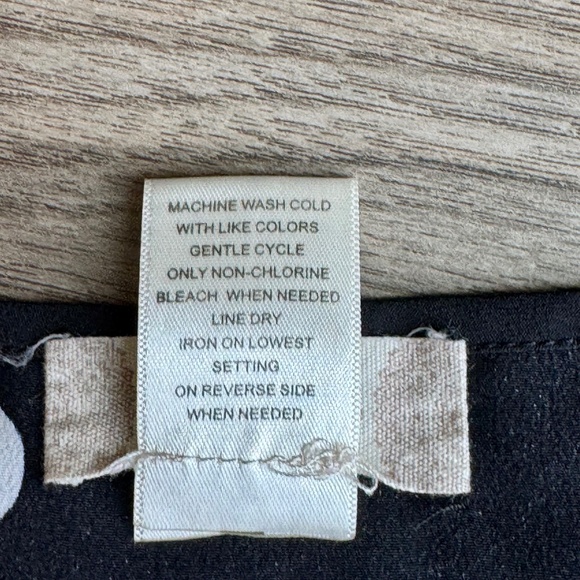 MACHINE WASH COLD
WITH LIKE COLORS
GENTLE CYCLE
ONLY NON-CHLORINE
BLEACH WHEN NEEDED
LINE DRY
IRON ON LOWEST
SETTING
ON REVERSE SIDE
WHEN NEEDED